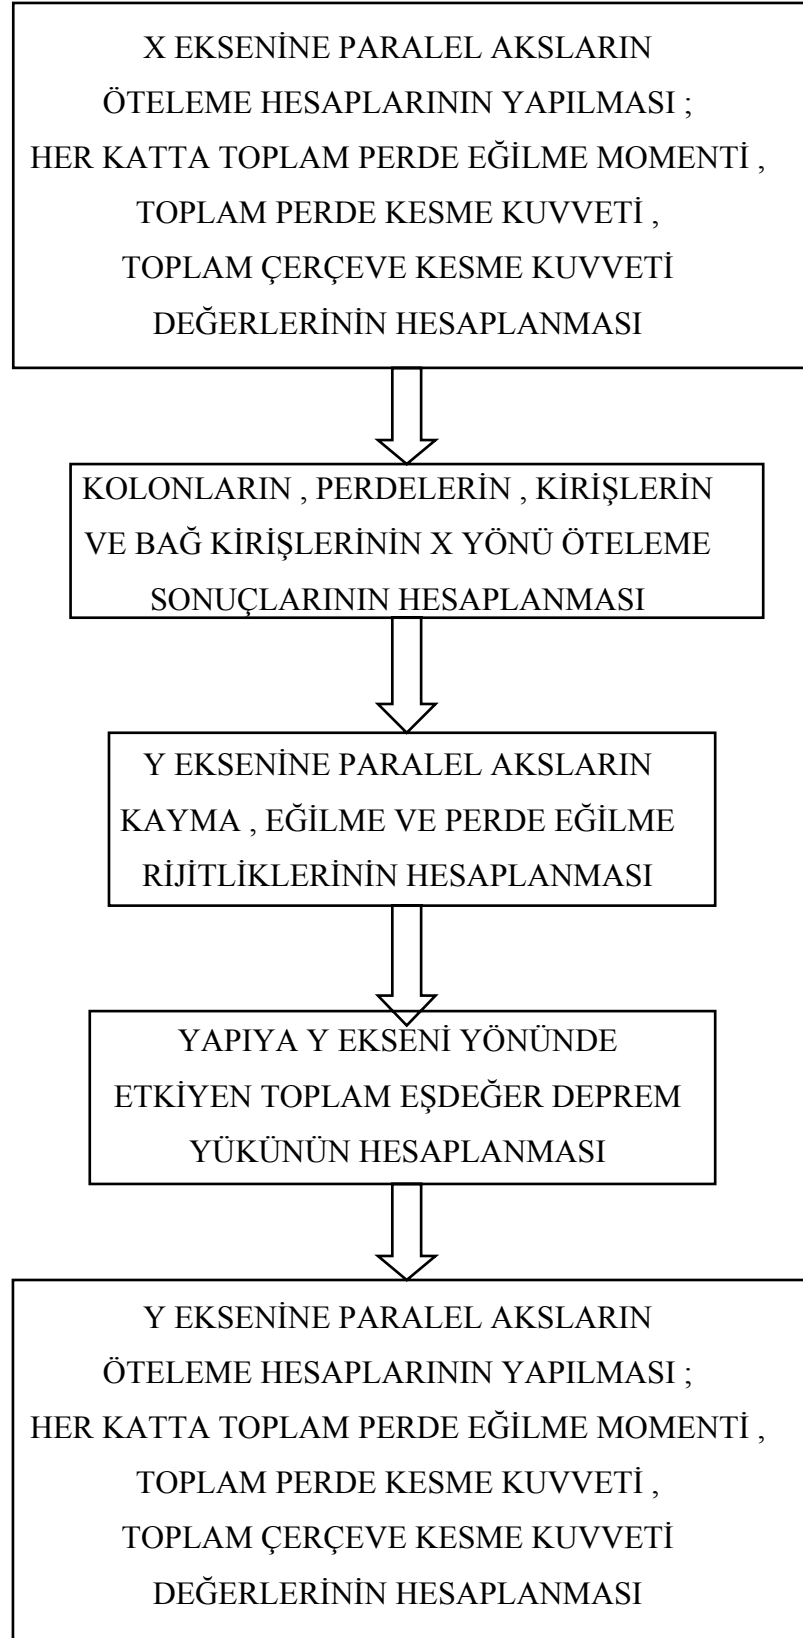 X EKSENİNE PARALEL AKSLARIN
ÖTELEME HESAPLARININ YAPILMASI ;
HER KATTA TOPLAM PERDE EĞİLME MOMENTİ ,
TOPLAM PERDE KESME KUVVETİ ,
TOPLAM ÇERÇEVE KESME KUVVETİ
DEĞERLERİNİN HESAPLANMASI
KOLONLARIN , PERDELERİN , KİRİŞLERİN
VE BAĞ KİRİŞLERİNİN X YÖNÜ ÖTELEME
SONUÇLARININ HESAPLANMASI
Y EKSENİNE PARALEL AKSLARIN
KAYMA , EĞİLME VE PERDE EĞİLME
RİJİTLİKLERİNİN HESAPLANMASI
YAPIYA Y EKSENİ YÖNÜNDE
ETKİYEN TOPLAM EŞDEĞER DEPREM
YÜKÜNÜN HESAPLANMASI
Y EKSENİNE PARALEL AKSLARIN
ÖTELEME HESAPLARININ YAPILMASI ;
HER KATTA TOPLAM PERDE EĞİLME MOMENTİ ,
TOPLAM PERDE KESME KUVVETİ ,
TOPLAM ÇERÇEVE KESME KUVVETİ
DEĞERLERİNİN HESAPLANMASI